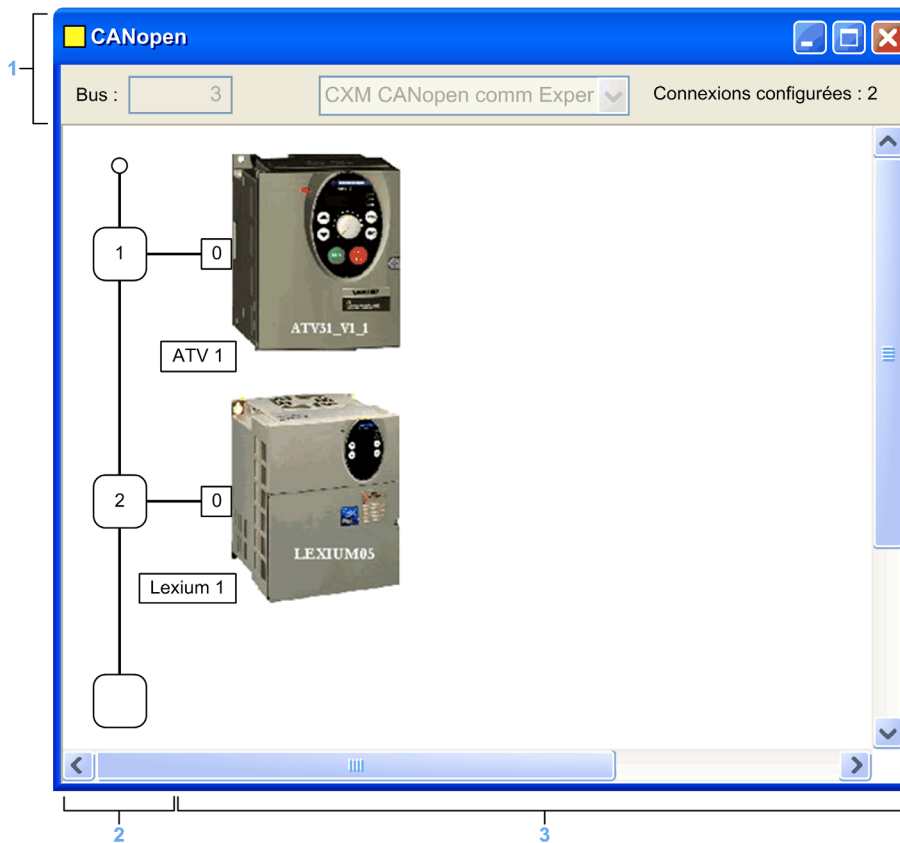 CANopen
1
Bus :
3
CXM CANopen comm Exper
Connexions configurées : 2
1
0
ATV31_V1_1
ATV 1
2
0
LEXIUM05
Lexium 1
2
3